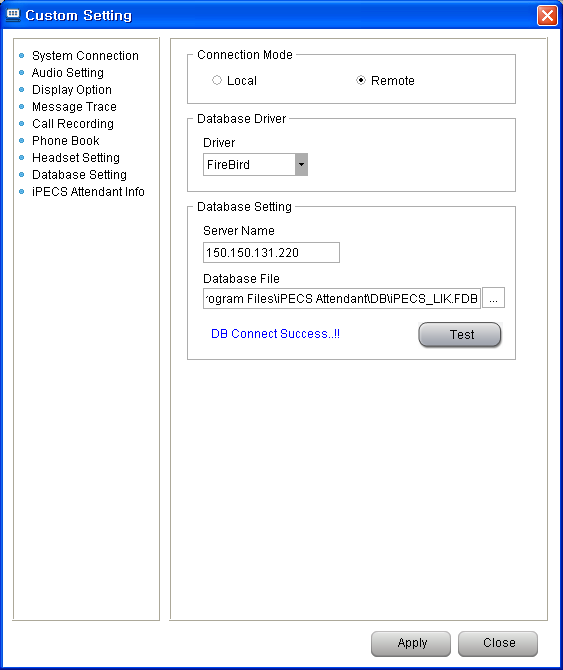 Custom Setting
System Connection
Audio Setting
Display Option
Message Trace
Call Recording
Phone Book
Headset Setting
Database Setting
iPECS Attendant Info
Connection Mode
Local
Remote
Database Driver
Driver
FireBird
Database Setting
Server Name
150.150.131.220
Database File
rogram Files\iPECS Attendant\DB\iPECS_LIK.FDB
...
DB Connect Success..!!
Test
Apply
Close